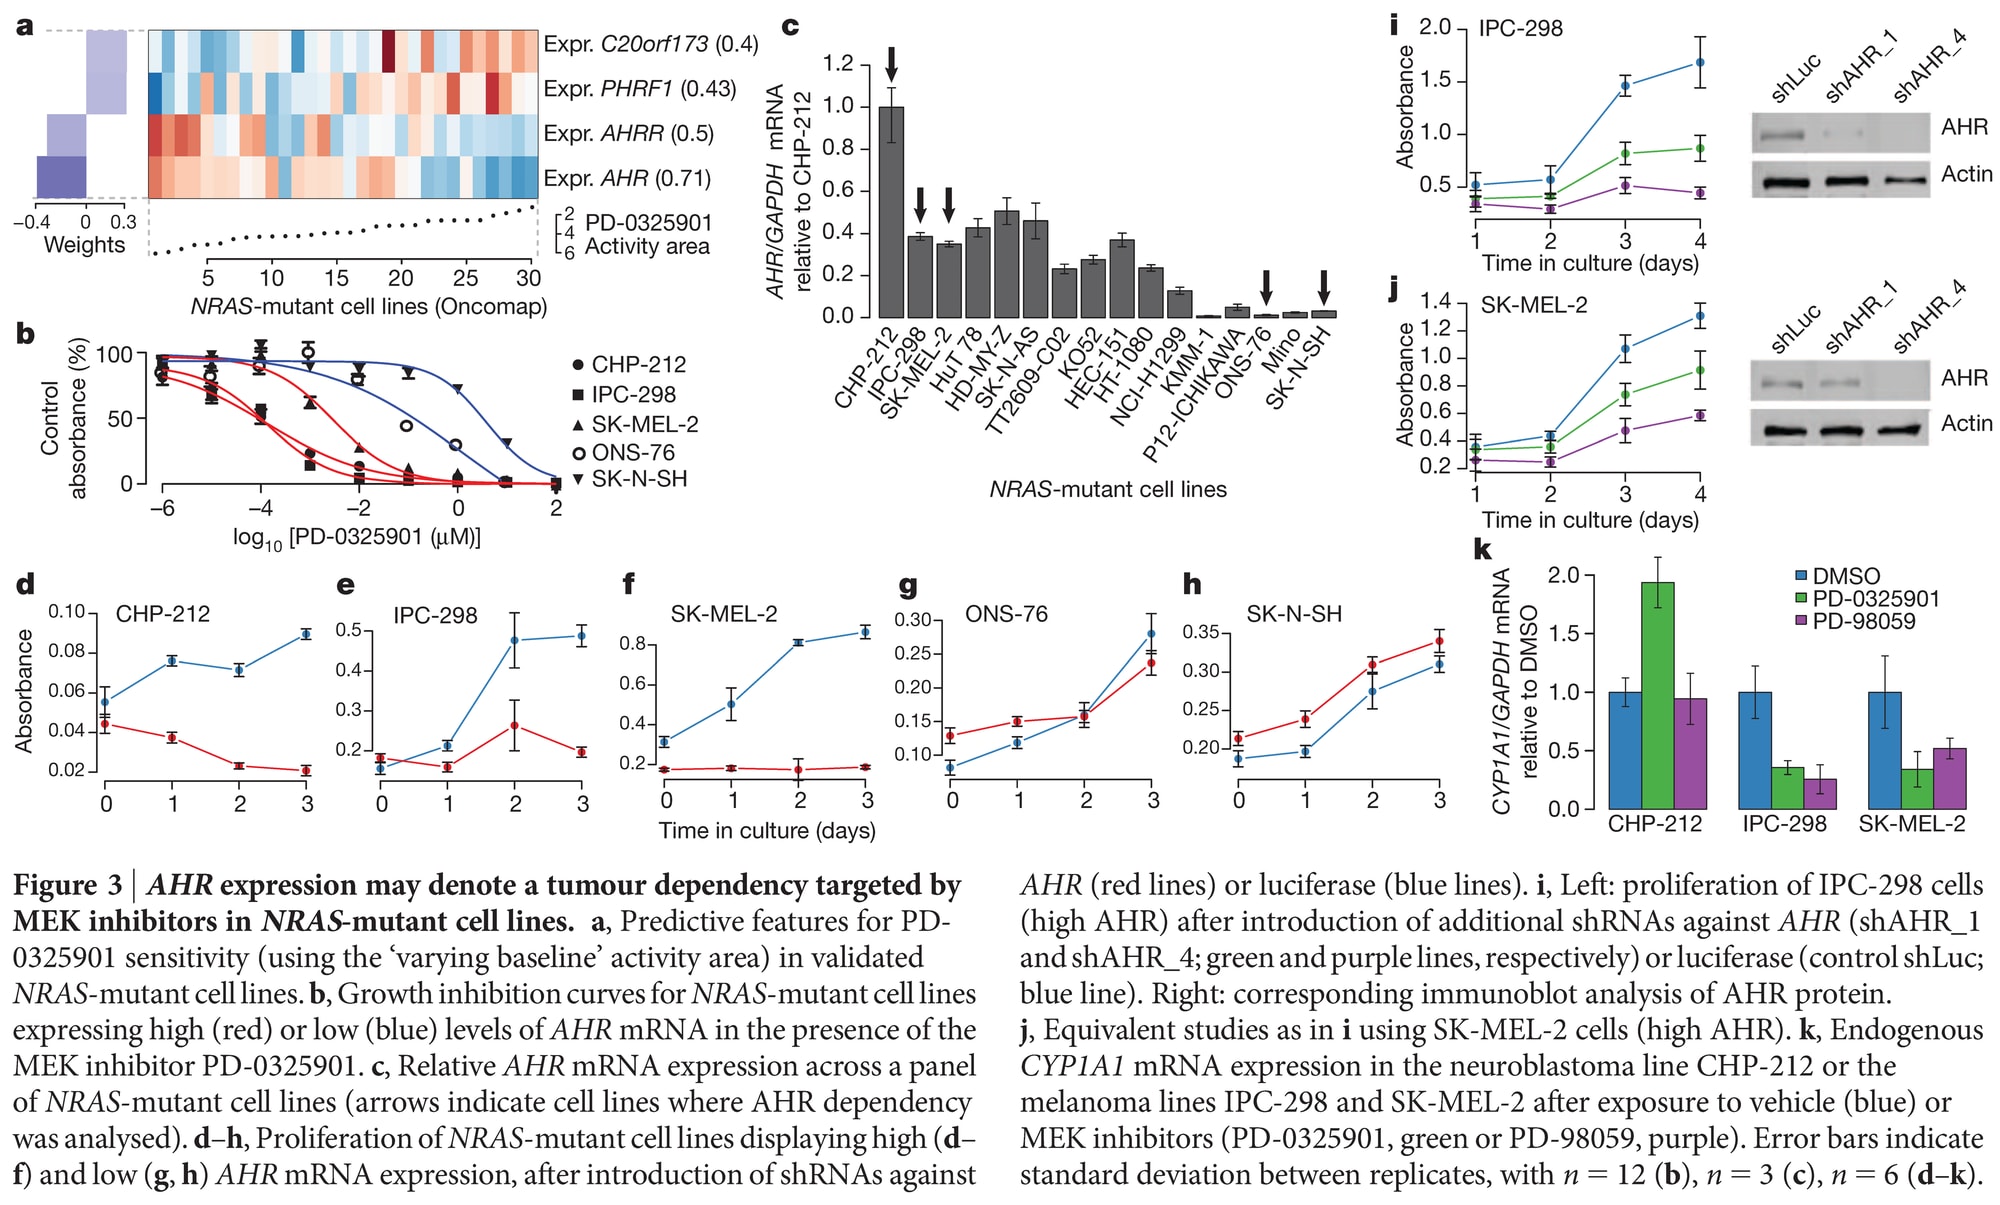 a
Expr. C20orf173 (0.4)
Expr. PHRF1 (0.43)
Expr. AHRR (0.5)
Expr. AHR (0.71)
−0.4 0 0.3
Weights
2
4
6
PD-0325901
Activity area
5 10 15 20 25 30
NRAS-mutant cell lines (Oncomap)
b
Control
absorbance (%)
100
50
0
−6 −4 −2 0 2
log10 [PD-0325901 (μM)]
CHP-212
IPC-298
SK-MEL-2
ONS-76
SK-N-SH
c
AHR/GAPDH mRNA
relative to CHP-212
1.2
1.0
0.8
0.6
0.4
0.2
0.0
CHP-212
IPC-298
SK-MEL-2
HuT 78
HD-MY-Z
SK-N-AS
TT2609-C02
KO52
HEC-151
HT-1080
NCI-H1299
KMM-1
P12-ICHIKAWA
ONS-76
Mino
SK-N-SH
NRAS-mutant cell lines
d
CHP-212
Absorbance
0.10
0.08
0.06
0.04
0.02
0 1 2 3
e
IPC-298
0.5
0.4
0.3
0.2
0 1 2 3
f
SK-MEL-2
0.8
0.6
0.4
0.2
0 1 2 3
Time in culture (days)
g
ONS-76
0.30
0.25
0.20
0.15
0.10
0 1 2 3
h
SK-N-SH
0.35
0.30
0.25
0.20
0 1 2 3
i
IPC-298
Absorbance
2.0
1.5
1.0
0.5
1 2 3 4
Time in culture (days)
shLuc
shAHR_1
shAHR_4
AHR
Actin
j
SK-MEL-2
Absorbance
1.4
1.2
1.0
0.8
0.6
0.4
0.2
1 2 3 4
Time in culture (days)
shLuc
shAHR_1
shAHR_4
AHR
Actin
k
CYP1A1/GAPDH mRNA
relative to DMSO
2.0
1.5
1.0
0.5
0.0
DMSO
PD-0325901
PD-98059
CHP-212 IPC-298 SK-MEL-2
Figure 3 | AHR expression may denote a tumour dependency targeted by
MEK inhibitors in NRAS-mutant cell lines. a, Predictive features for PD-
0325901 sensitivity (using the ‘varying baseline’ activity area) in validated
NRAS-mutant cell lines. b, Growth inhibition curves for NRAS-mutant cell lines
expressing high (red) or low (blue) levels of AHR mRNA in the presence of the
MEK inhibitor PD-0325901. c, Relative AHR mRNA expression across a panel
of NRAS-mutant cell lines (arrows indicate cell lines where AHR dependency
was analysed). d–h, Proliferation of NRAS-mutant cell lines displaying high (d–
f) and low (g, h) AHR mRNA expression, after introduction of shRNAs against
AHR (red lines) or luciferase (blue lines). i, Left: proliferation of IPC-298 cells
(high AHR) after introduction of additional shRNAs against AHR (shAHR_1
and shAHR_4; green and purple lines, respectively) or luciferase (control shLuc;
blue line). Right: corresponding immunoblot analysis of AHR protein.
j, Equivalent studies as in i using SK-MEL-2 cells (high AHR). k, Endogenous
CYP1A1 mRNA expression in the neuroblastoma line CHP-212 or the
melanoma lines IPC-298 and SK-MEL-2 after exposure to vehicle (blue) or
MEK inhibitors (PD-0325901, green or PD-98059, purple). Error bars indicate
standard deviation between replicates, with n = 12 (b), n = 3 (c), n = 6 (d–k).